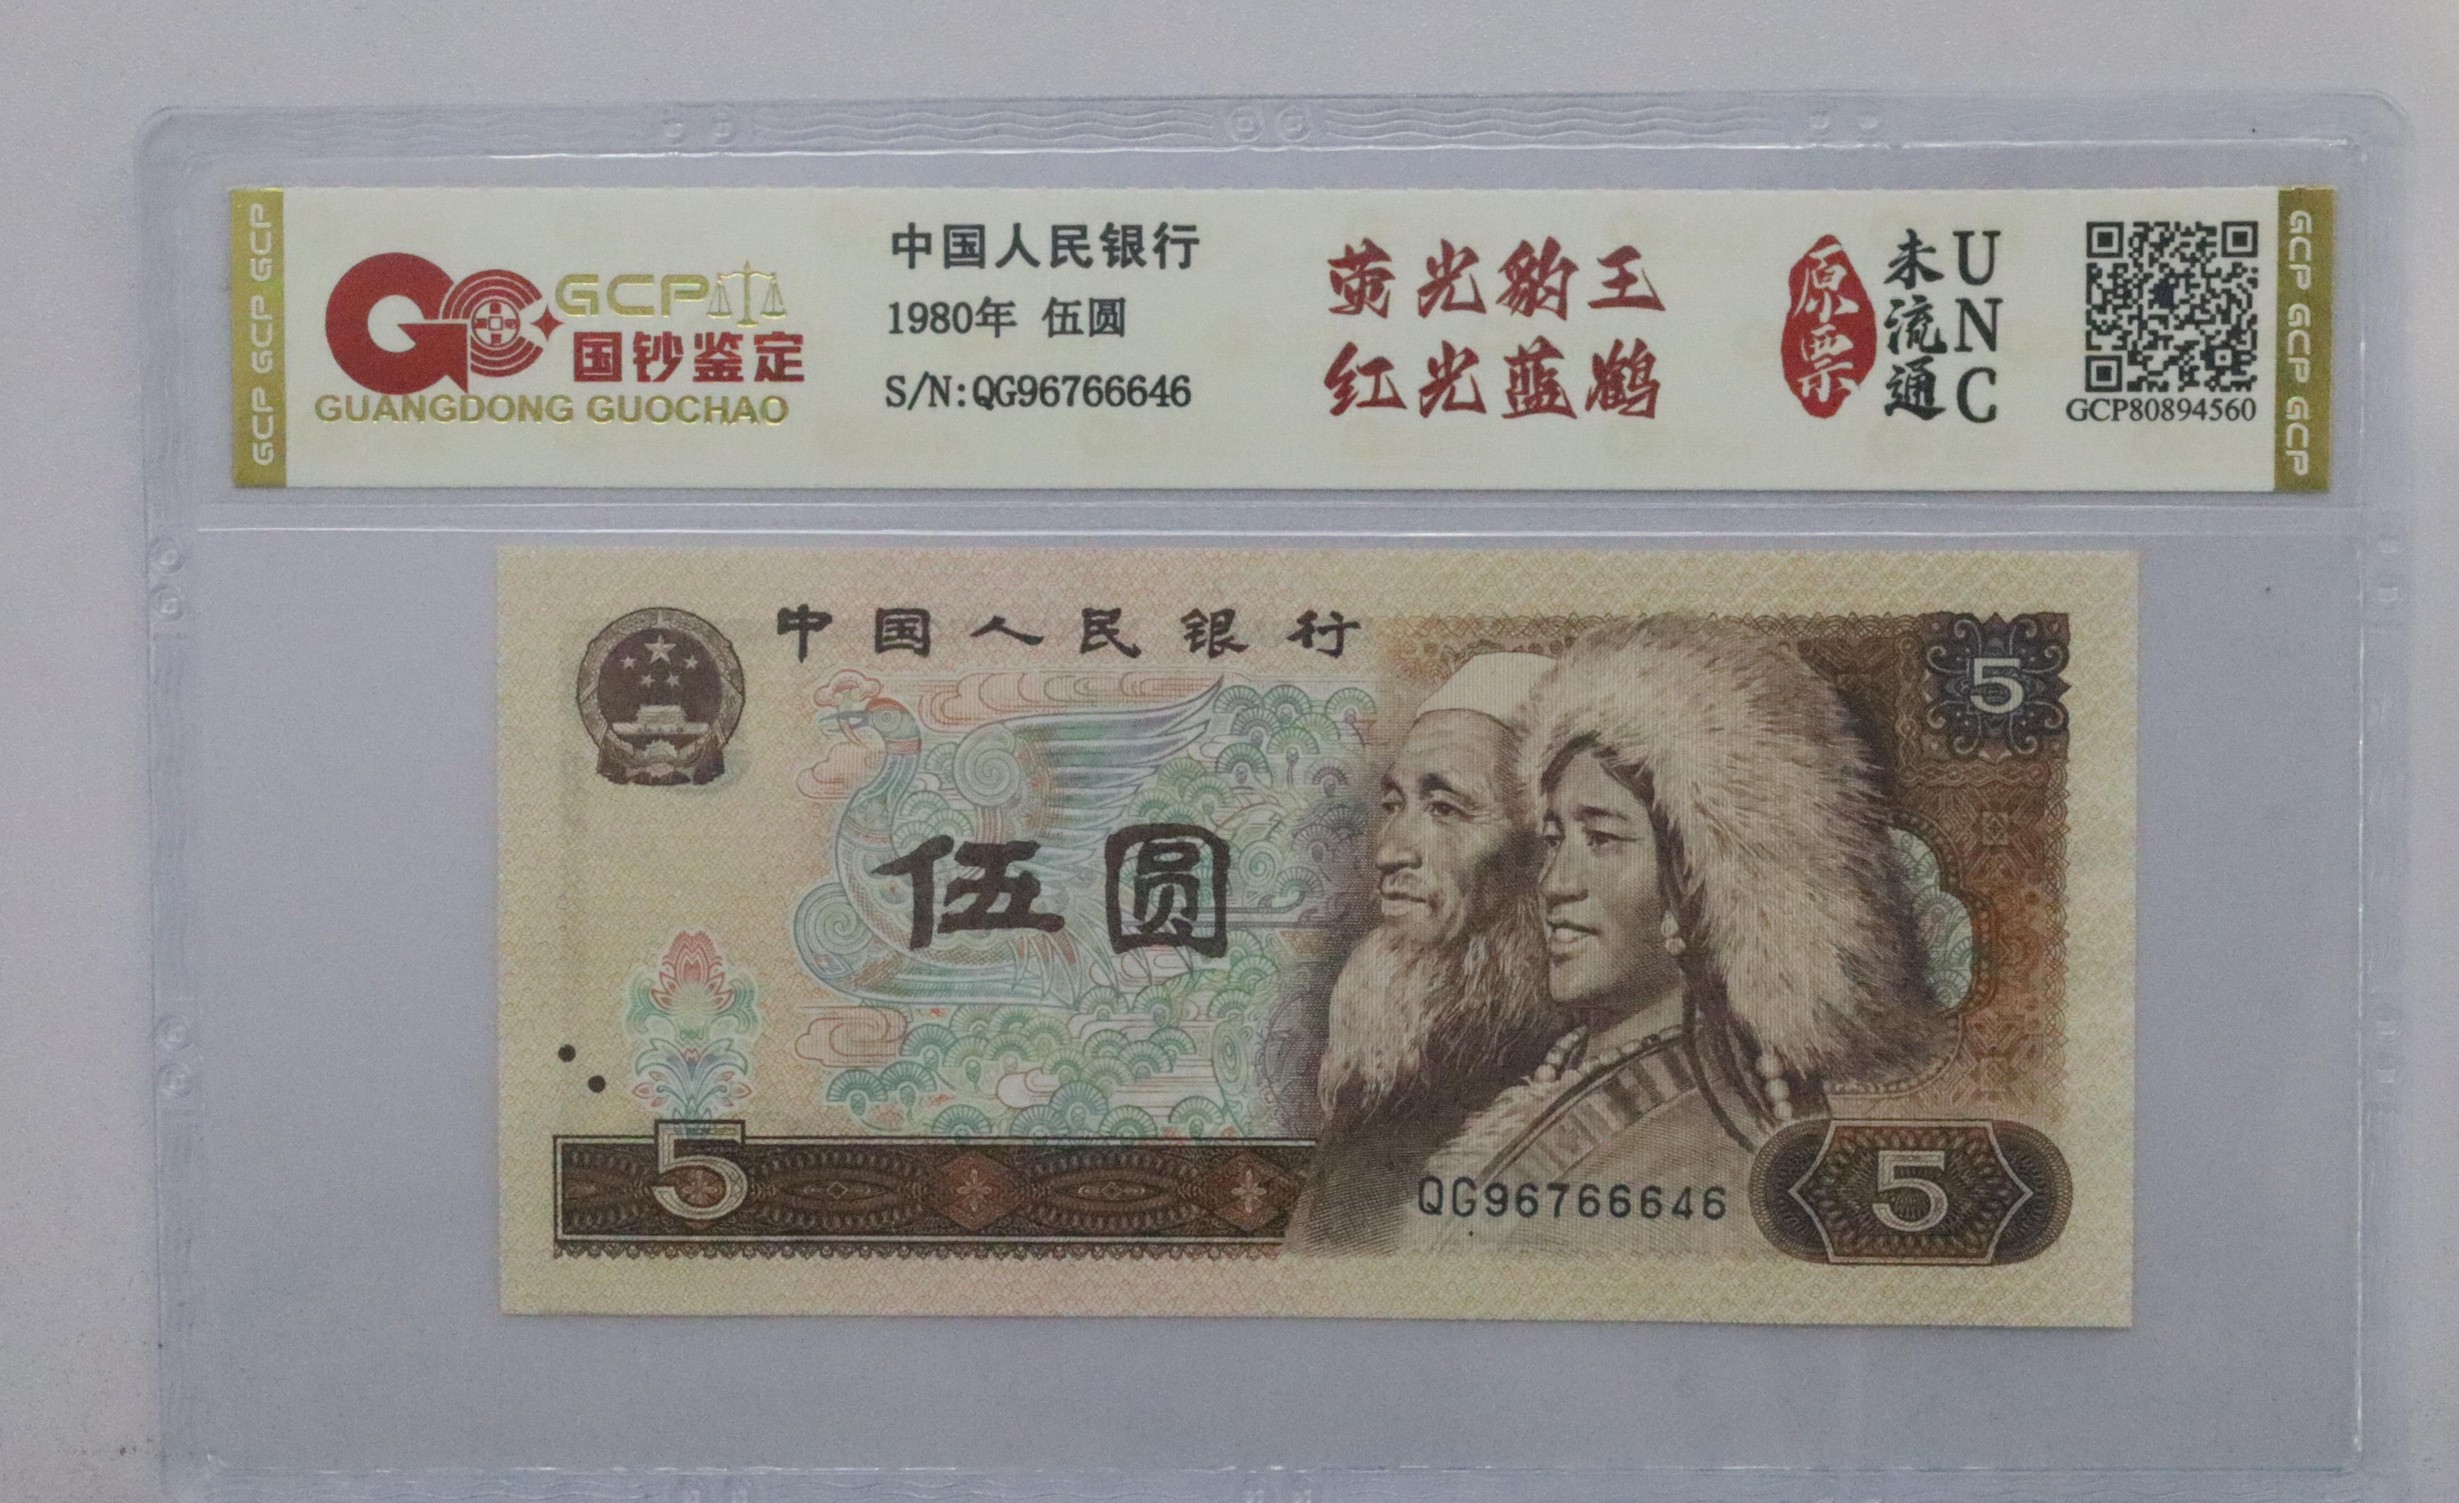 GCP GCP GCP
GCP
国钞鉴定
GUANGDONG GUOCHAO
中国人民银行
1980年 伍圆
S/N:QG96766646
荧光豹王
红光蓝鹤
原票
未流通
UNC
GCP80894560
GCP GCP GCP
中国人民银行
5
伍圆
5
QG96766646
5